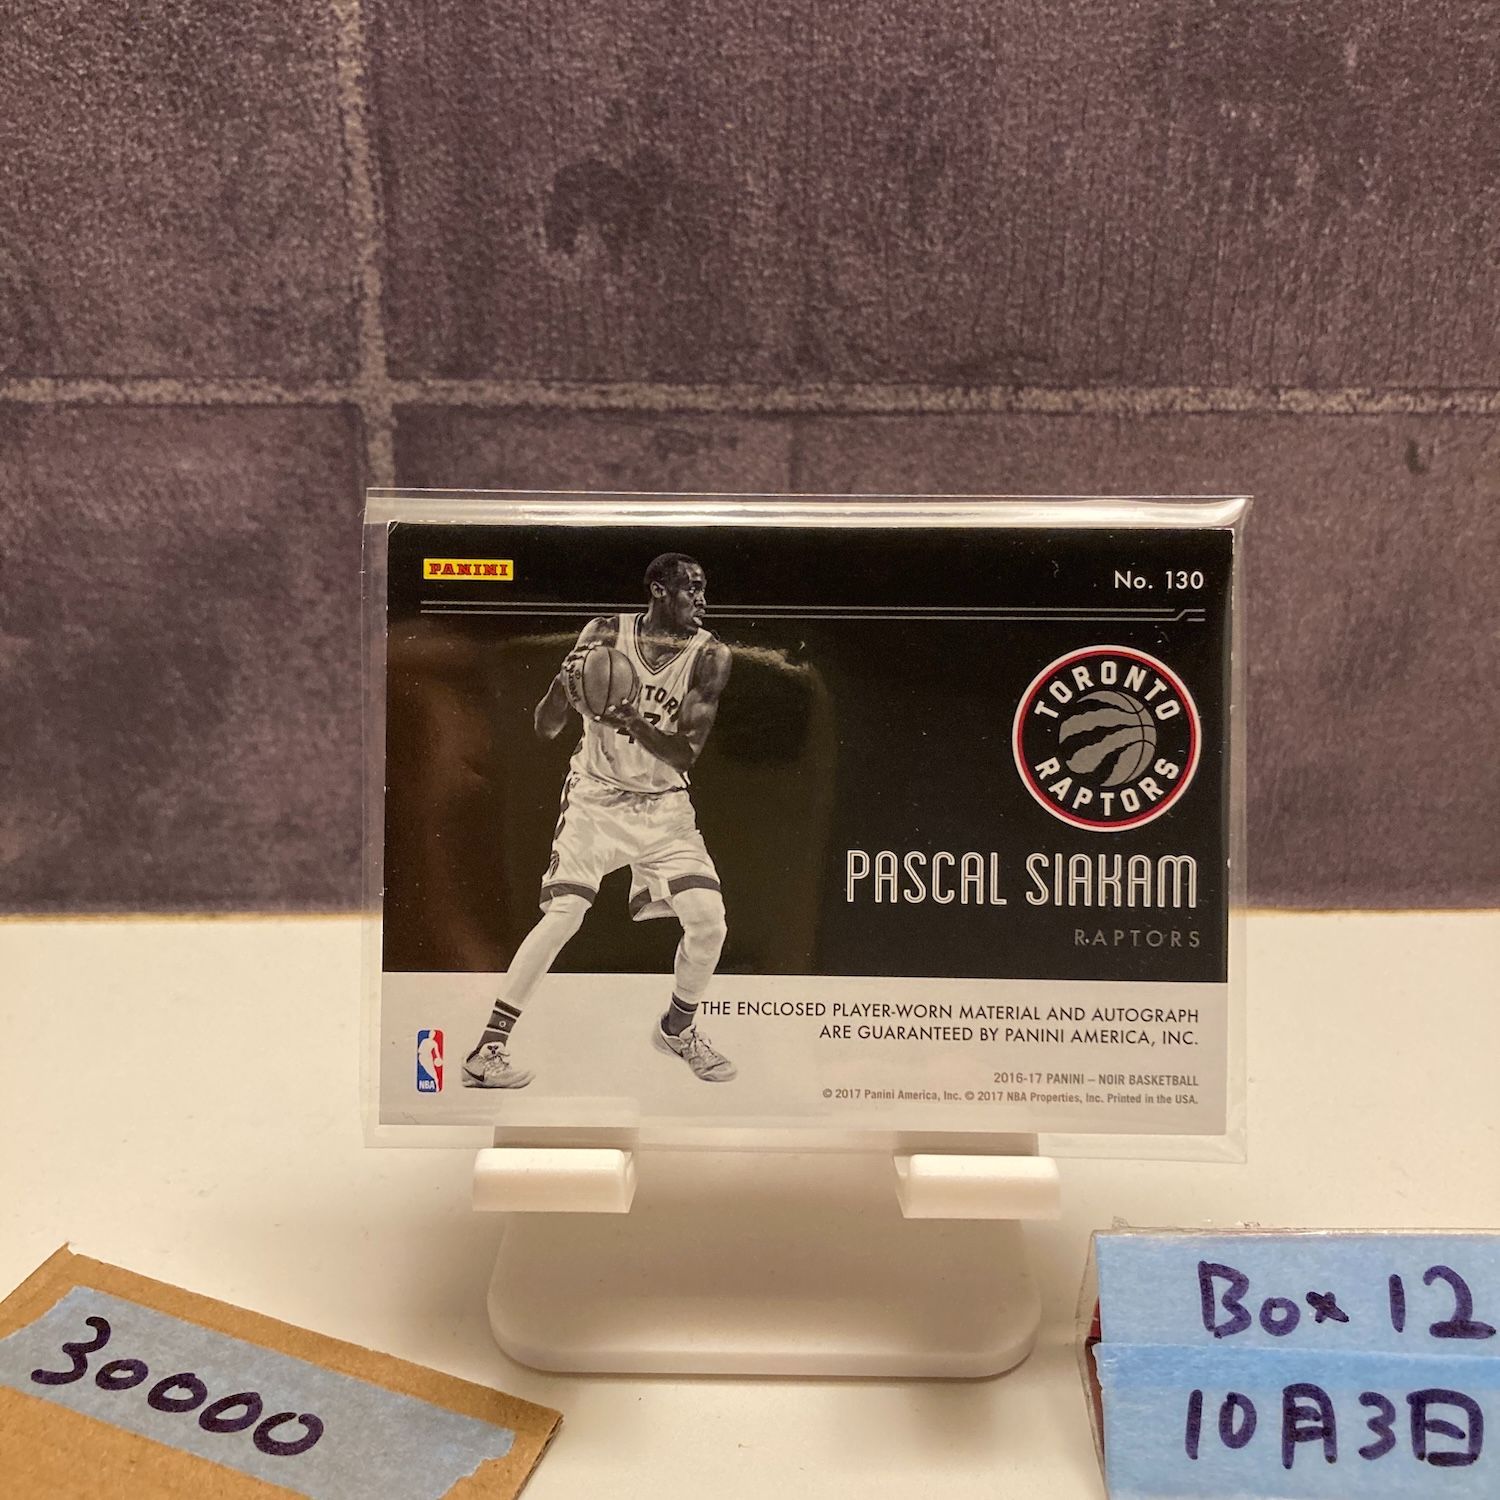 PANINI
No. 130
TORONTO
RAPTORS
PASCAL SIAKAM
RAPTORS
THE ENCLOSED PLAYER-WORN MATERIAL AND AUTOGRAPH
ARE GUARANTEED BY PANINI AMERICA, INC.
NBA
2016-17 PANINI – NOIR BASKETBALL
© 2017 Panini America, Inc. © 2017 NBA Properties, Inc. Printed in the USA.
30000
Box 12
10月3日